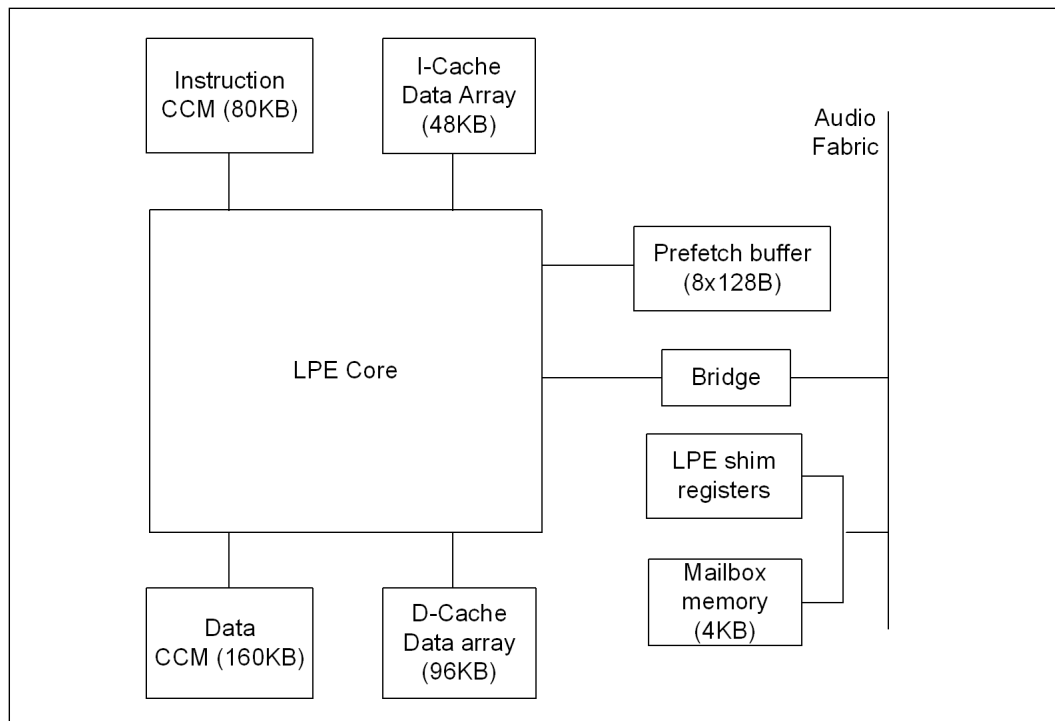 Instruction
CCM (80KB)
I-Cache
Data Array
(48KB)
Audio
Fabric
Prefetch buffer
(8x128B)
LPE Core
Bridge
LPE shim
registers
Mailbox
memory
(4KB)
Data
CCM (160KB)
D-Cache
Data array
(96KB)